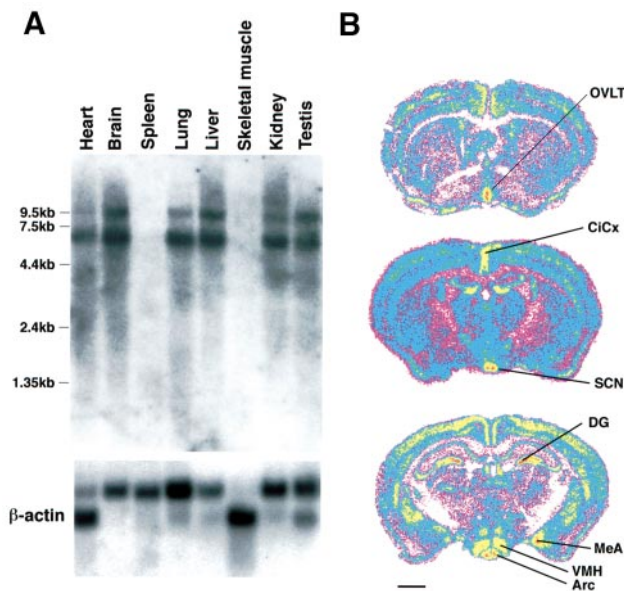 A
B
Heart
Brain
Spleen
Lung
Liver
Skeletal muscle
Kidney
Testis
9.5kb
7.5kb
4.4kb
2.4kb
1.35kb
β-actin
OVLT
CiCx
SCN
DG
MeA
VMH
Arc